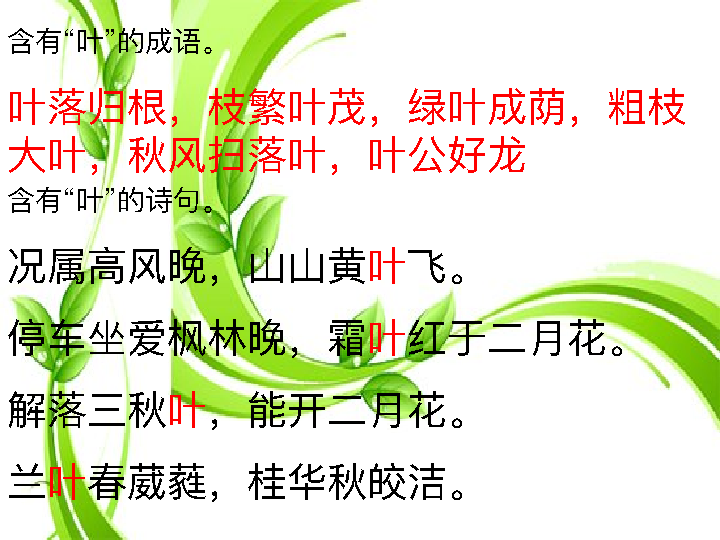 含有“叶”的成语。
叶落归根，枝繁叶茂，绿叶成荫，粗枝
大叶，秋风扫落叶，叶公好龙
含有“叶”的诗句。
况属高风晚，山山黄叶飞。
停车坐爱枫林晚，霜叶红于二月花。
解落三秋叶，能开二月花。
兰叶春葳蕤，桂华秋皎洁。